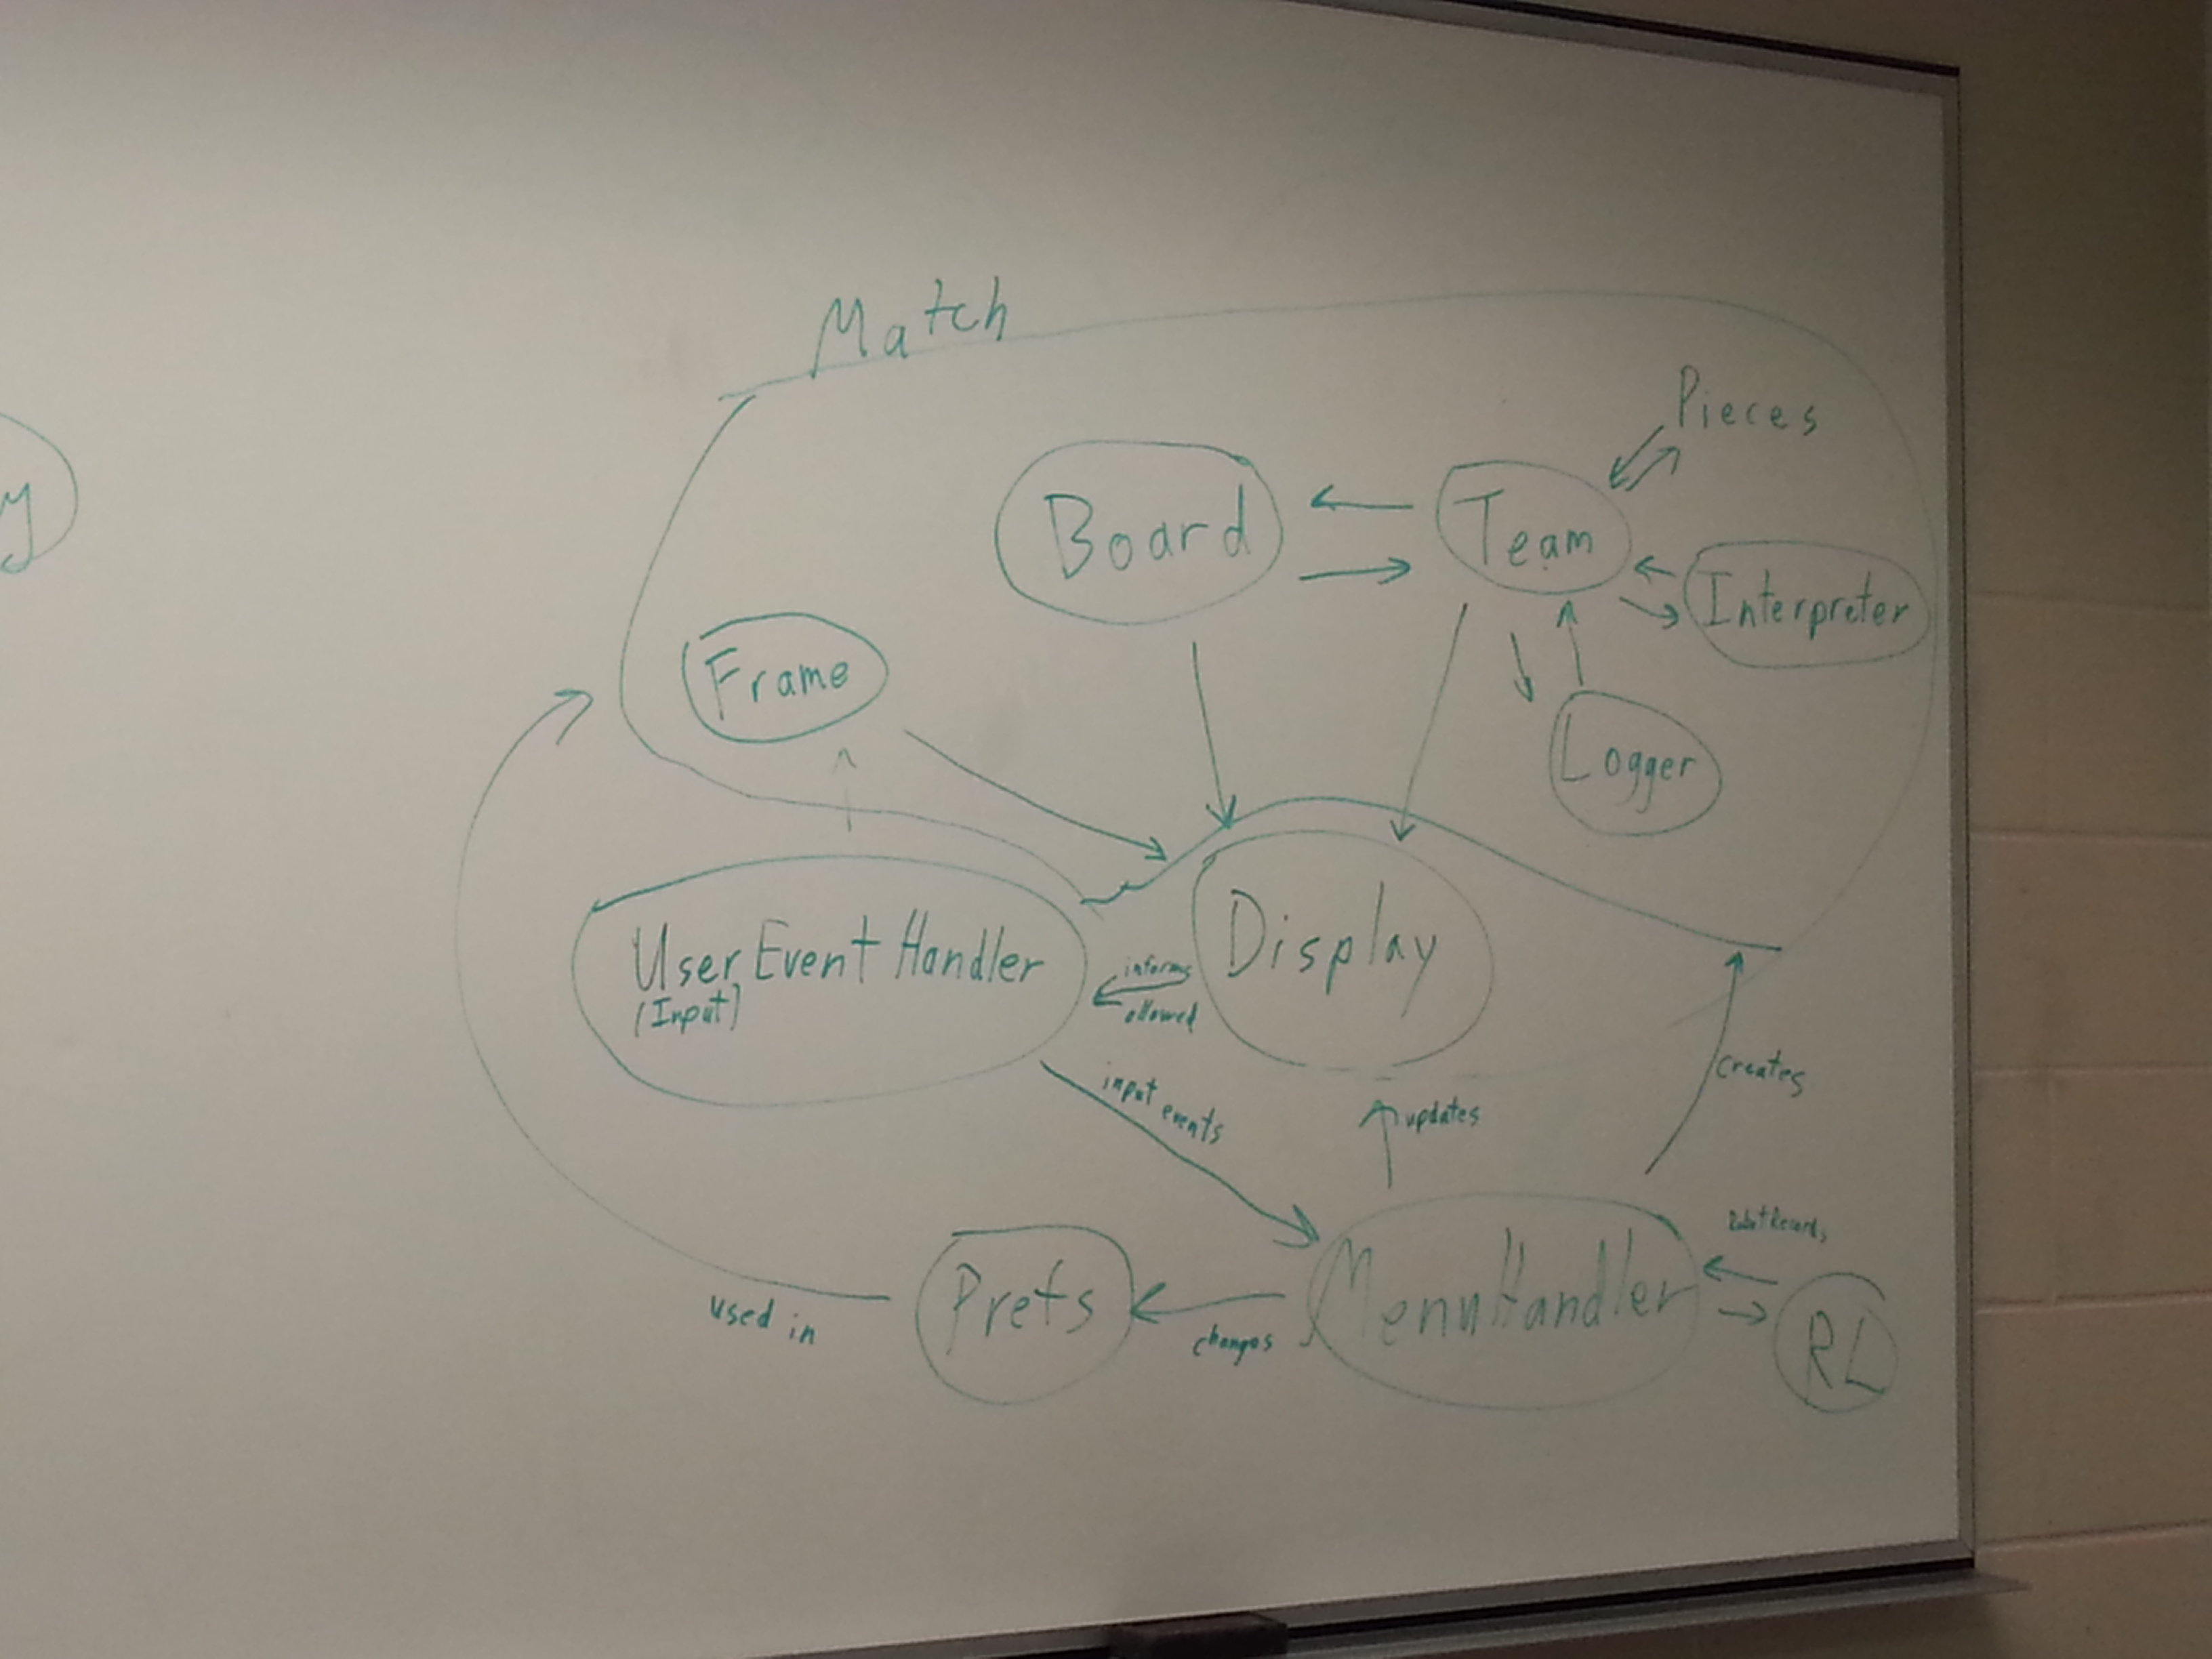 y
Match
Pieces
Board
Team
Interpreter
Frame
Logger
User Event Handler
(Input)
Display
informs
allowed
input events
updates
creates
Robot Records
Prefs
MenuHandler
RL
used in
changes